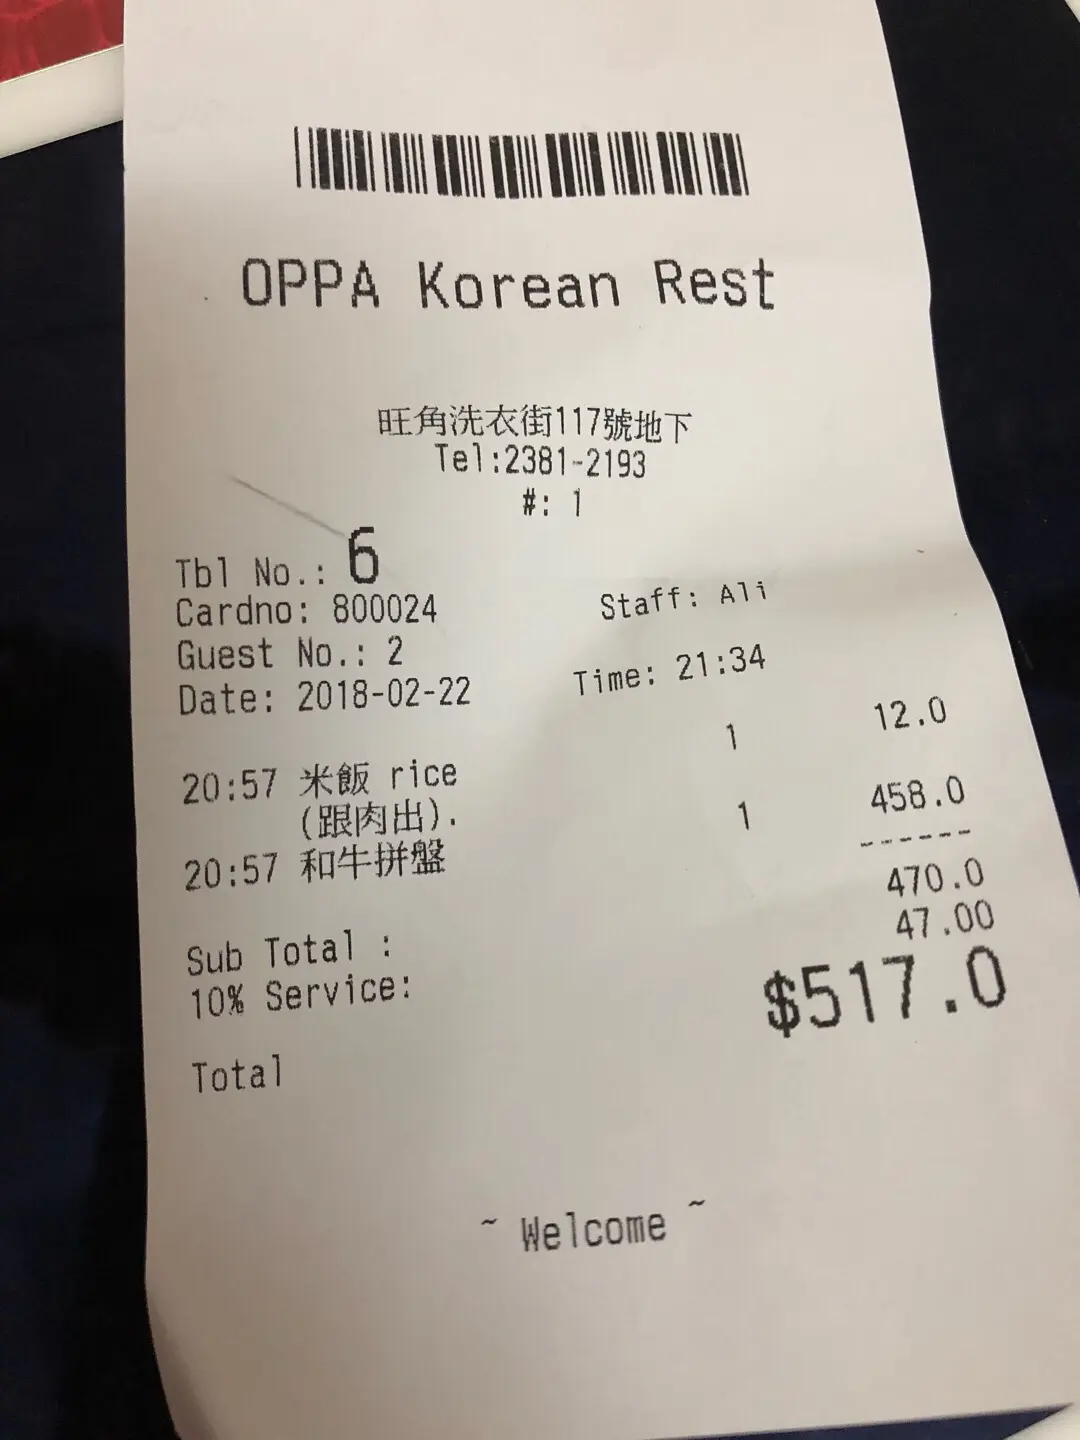 OPPA Korean Rest
旺角洗衣街117號地下
Tel:2381-2193
#: 1
Tbl No.: 6
Cardno: 800024 Staff: Ali
Guest No.: 2
Date: 2018-02-22 Time: 21:34
20:57 米飯 rice 1 12.0
(跟肉出).
20:57 和牛拼盤 1 458.0
------
Sub Total : 470.0
10% Service: 47.00
Total $517.0
~ Welcome ~